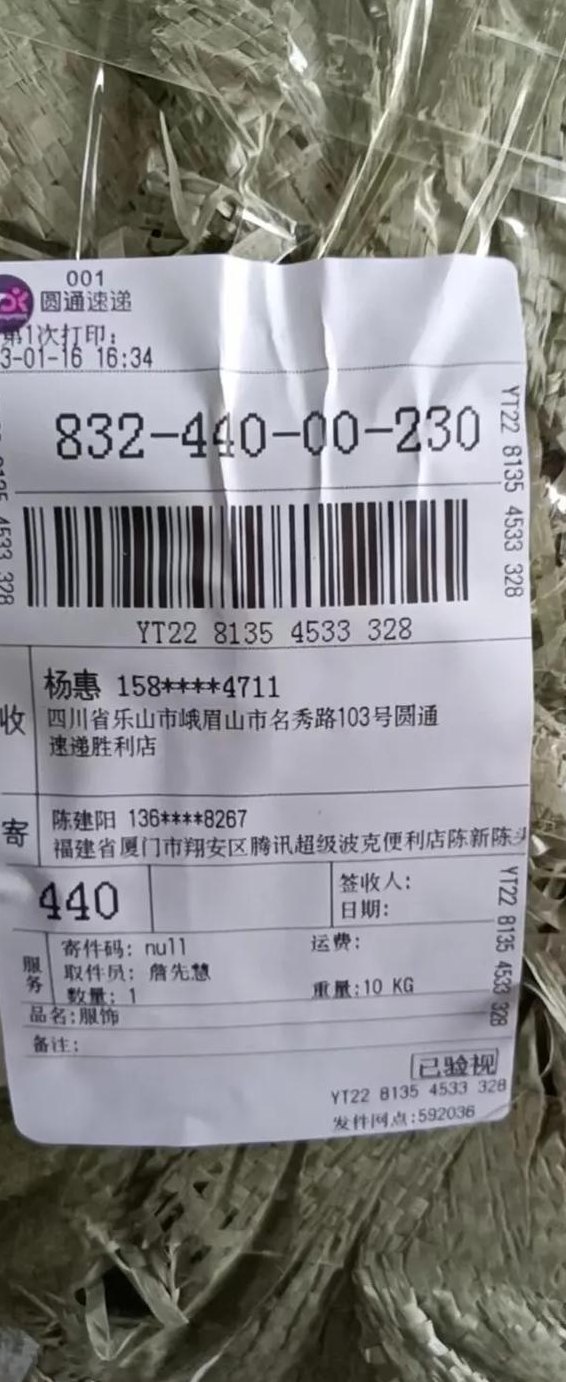 001
圆通速递
第1次打印:
3-01-16 16:34
832-440-00-230
YT22 8135 4533 328
YT22 8135 4533 328
8135 4533 328
收
杨惠 158****4711
四川省乐山市峨眉山市名秀路103号圆通
速递胜利店
寄
陈建阳 136****8267
福建省厦门市翔安区腾讯超级波克便利店陈新陈头
440
签收人:
日期:
YT22 8135 4533 328
服务
寄件码: null
运费:
取件员: 詹先慧
数量: 1
重量:10 KG
品名:服饰
备注:
已验视
YT22 8135 4533 328
发件网点:592036